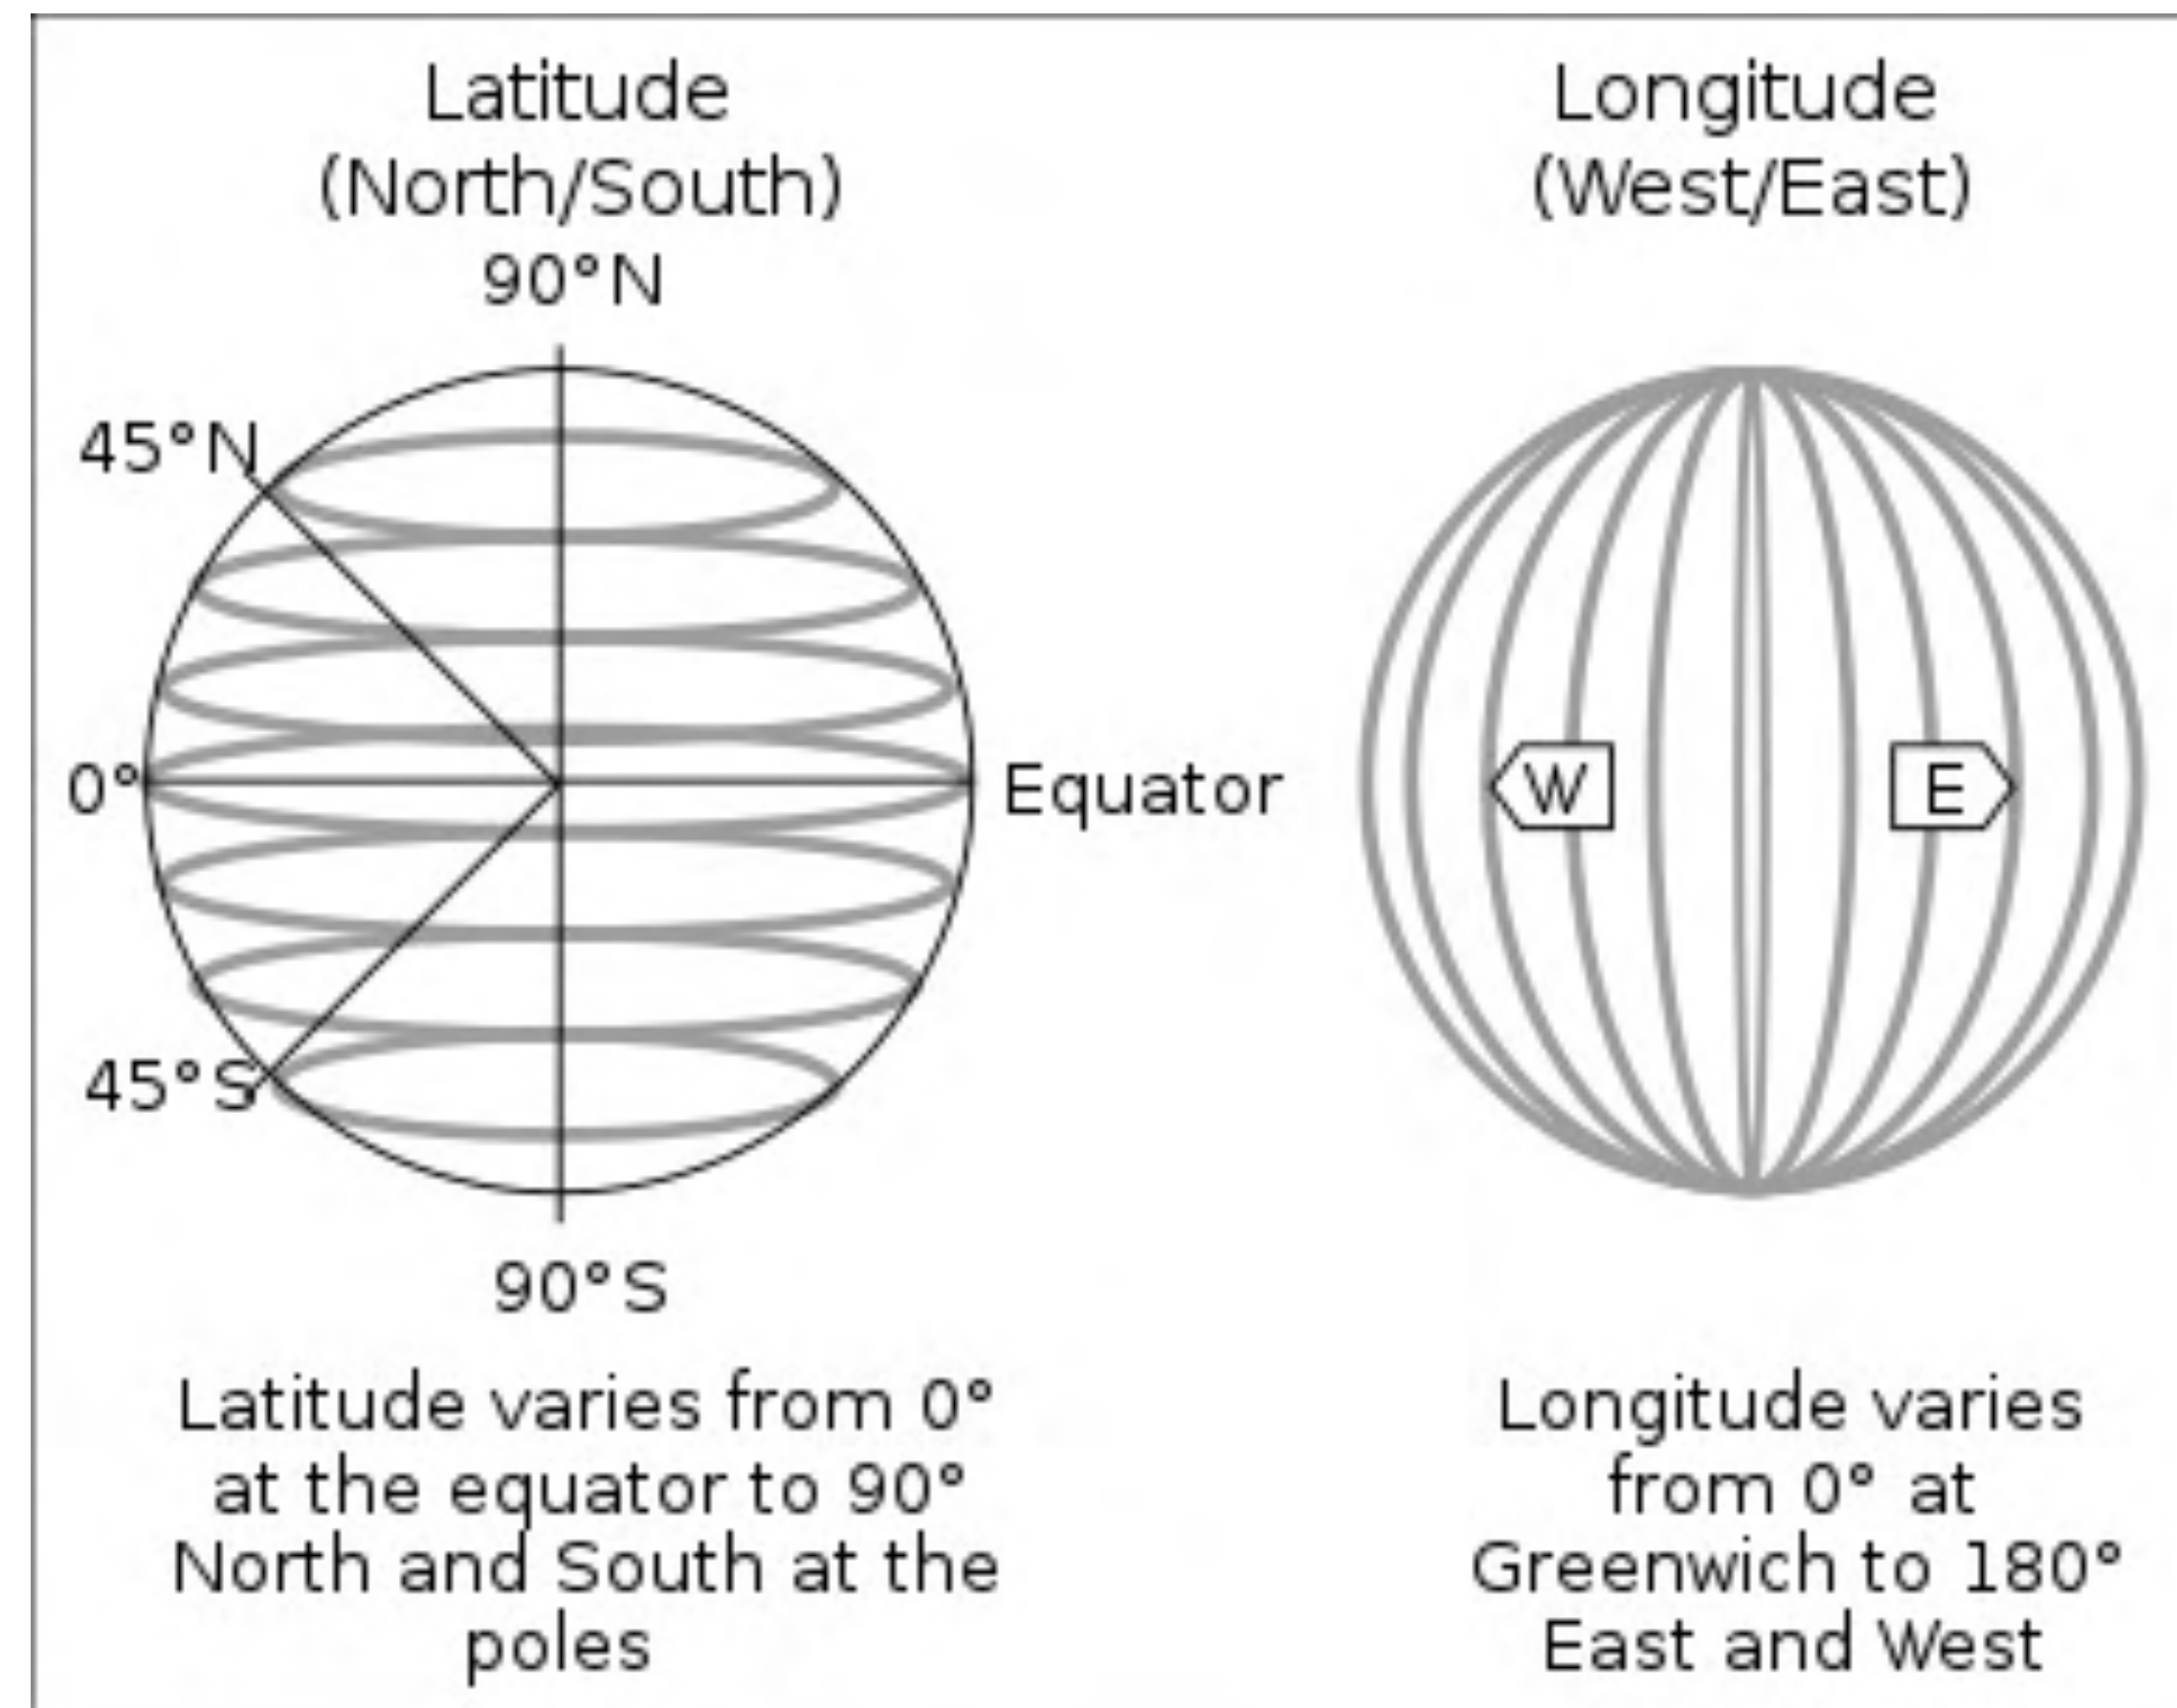 Latitude
(North/South)
90°N
45°N
0°
Equator
45°S
90°S
Latitude varies from 0°
at the equator to 90°
North and South at the
poles
Longitude
(West/East)
W
E
Longitude varies
from 0° at
Greenwich to 180°
East and West